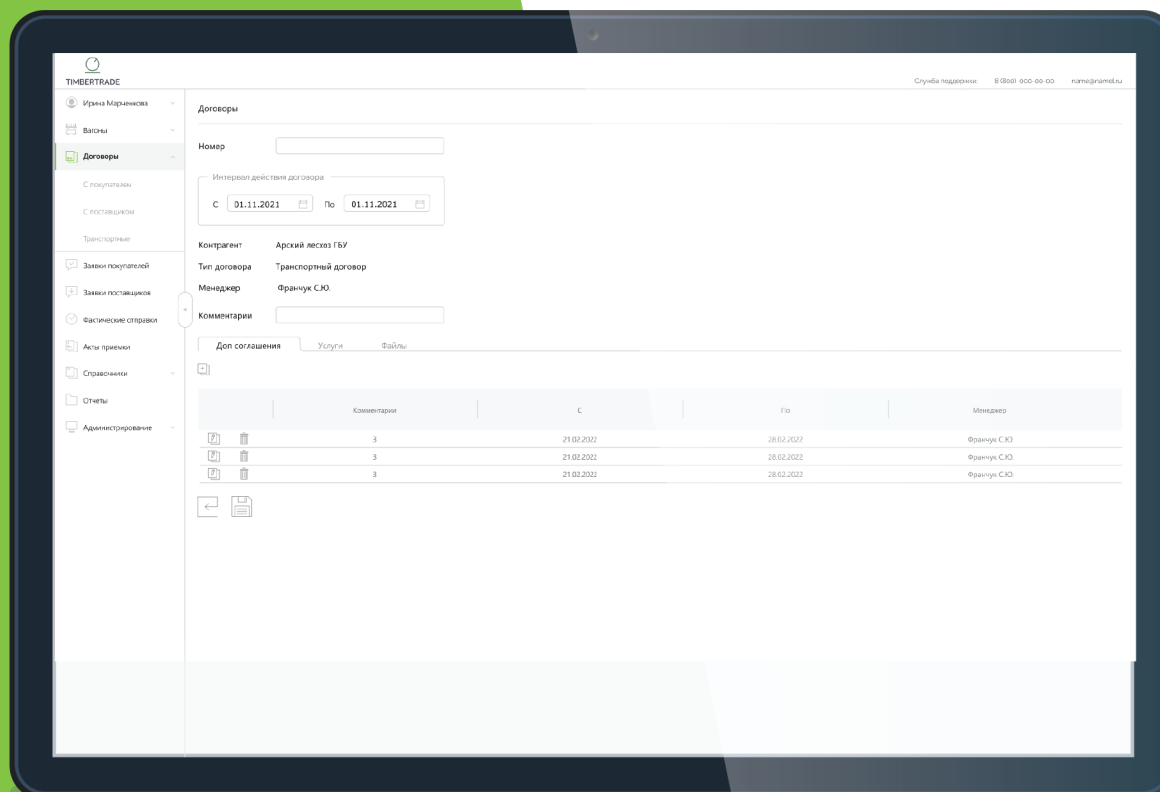 TIMBERTRADE
Служба поддержки: 8 (800) 000-00-00 name@namel.ru
Ирина Марченкова
Вагоны
Договоры
С покупателем
С поставщиком
Транспортные
Заявки покупателей
Заявки поставщиков
Фактические отправки
Акты приемки
Справочники
Отчеты
Администрирование
Договоры
Номер
Интервал действия договора
С 01.11.2021 По 01.11.2021
Контрагент Арский лесхоз ГБУ
Тип договора Транспортный договор
Менеджер Франчук С.Ю.
Комментарии
Доп соглашения Услуги Файлы
Комментарии С По Менеджер
3 21.02.2022 28.02.2022 Франчук С.Ю.
3 21.02.2022 28.02.2022 Франчук С.Ю.
3 21.02.2022 28.02.2022 Франчук С.Ю.